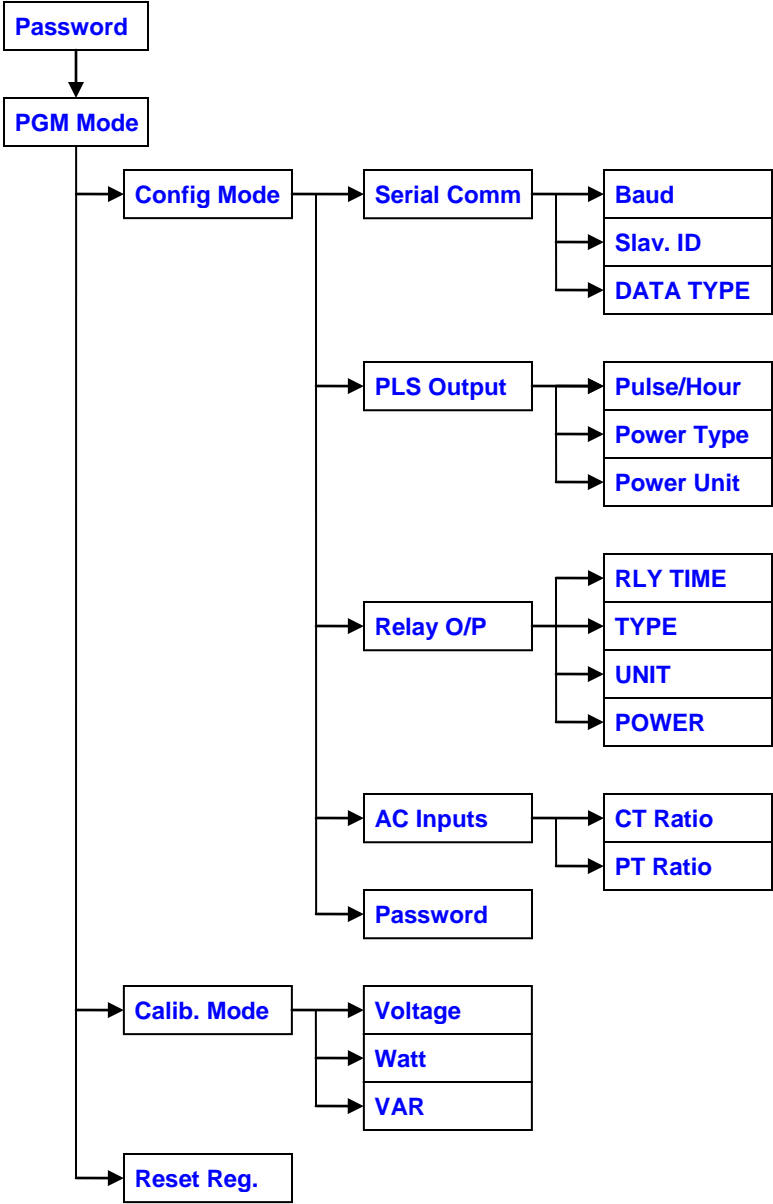 Password
PGM Mode
Config Mode
Serial Comm
Baud
Slav. ID
DATA TYPE
PLS Output
Pulse/Hour
Power Type
Power Unit
Relay O/P
RLY TIME
TYPE
UNIT
POWER
AC Inputs
CT Ratio
PT Ratio
Password
Calib. Mode
Voltage
Watt
VAR
Reset Reg.